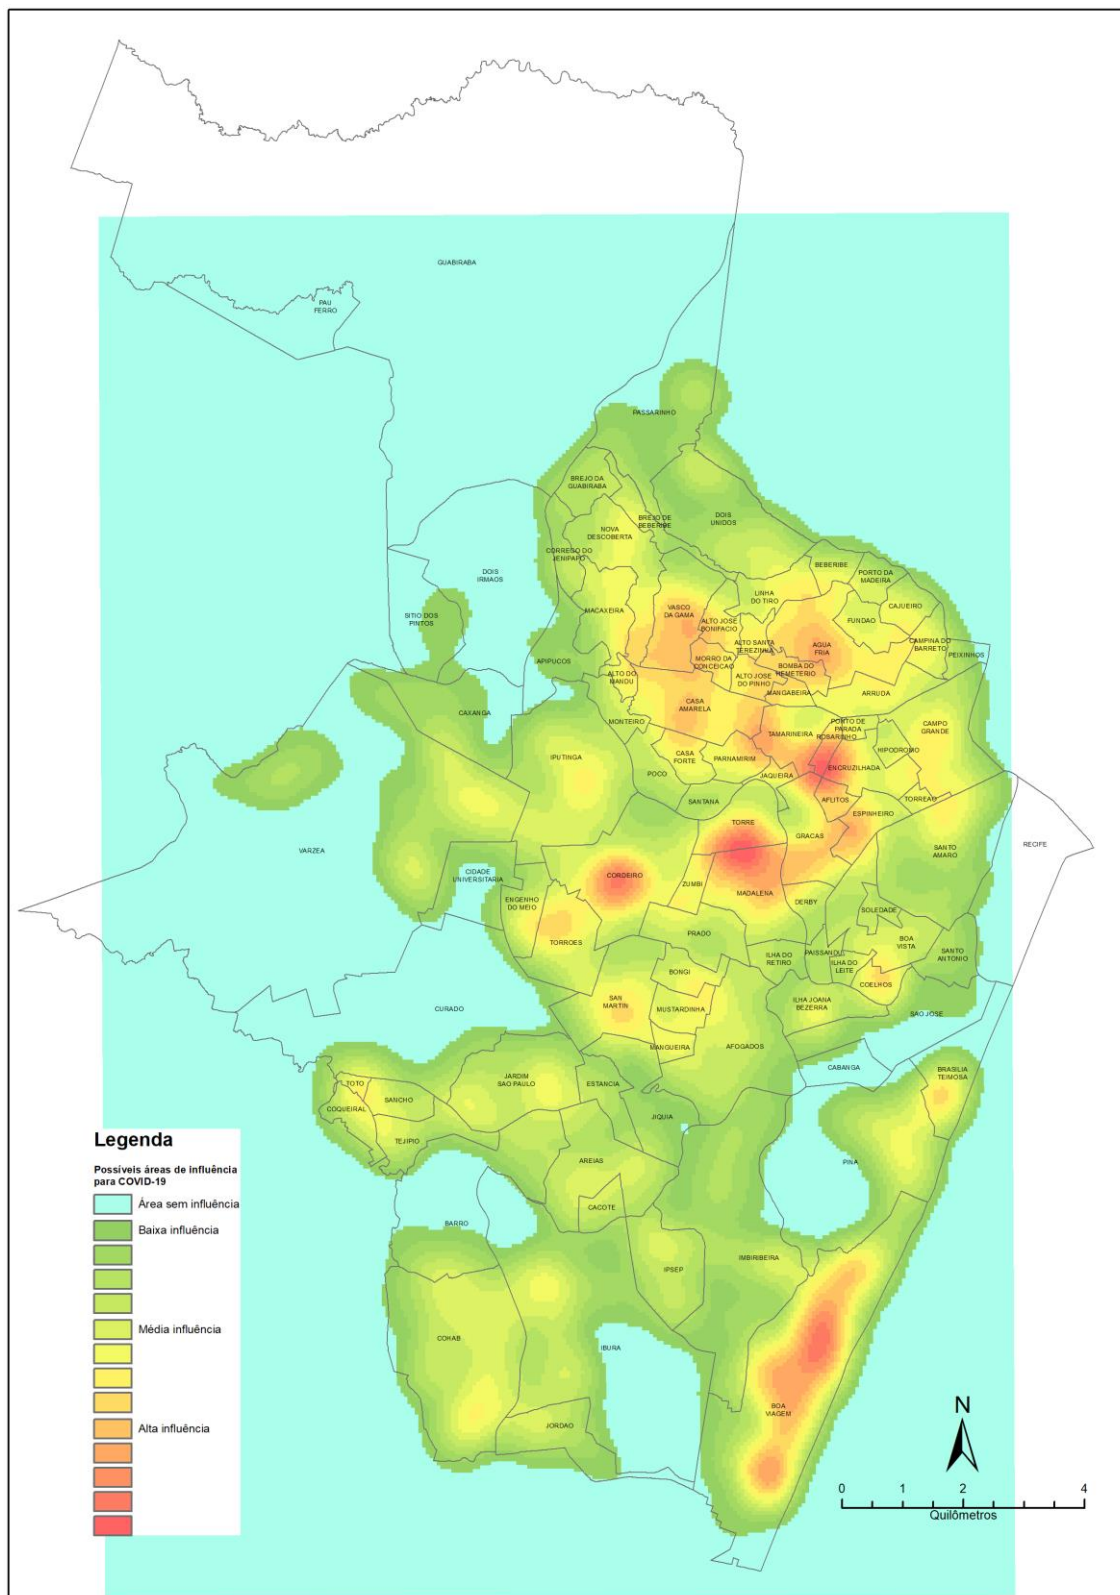 GUABIRABA
PAU
FERRO
PASSARINHO
BREJO DA
GUABIRABA
BREJO DE
BEBERIBE
DOIS
UNIDOS
NOVA
DESCOBERTA
CORREGO DO
JENIPAPO
BEBERIBE
PORTO DA
MADEIRA
DOIS
IRMAOS
LINHA
DO TIRO
CAJUEIRO
SITIO DOS
PINTOS
MACAXEIRA
VASCO
DA GAMA
ALTO JOSE
BONIFACIO
FUNDAO
ALTO SANTA
TEREZINHA
AGUA
FRIA
CAMPINA DO
BARRETO
PEIXINHOS
APIPUCOS
MORRO DA
CONCEICAO
BOMBA DO
HEMETERIO
ALTO DO
MANDU
ALTO JOSE
DO PINHO
MANGABEIRA
ARRUDA
CASA
AMARELA
CAXANGA
MONTEIRO
TAMARINEIRA
PORTO DE
PARADA
ROSARINHO
CAMPO
GRANDE
HIPODROMO
IPUTINGA
CASA
FORTE
PARNAMIRIM
ENCRUZILHADA
POCO
JAQUEIRA
SANTANA
AFLITOS
TORREAO
ESPINHEIRO
TORRE
GRACAS
SANTO
AMARO
RECIFE
VARZEA
CIDADE
UNIVERSITARIA
CORDEIRO
ZUMBI
MADALENA
DERBY
ENGENHO
DO MEIO
SOLEDADE
TORROES
PRADO
BOA
VISTA
ILHA DO
RETIRO
PAISSANDU
ILHA DO
LEITE
SANTO
ANTONIO
BONGI
COELHOS
CURADO
SAN
MARTIN
MUSTARDINHA
ILHA JOANA
BEZERRA
SAO JOSE
MANGUEIRA
AFOGADOS
CABANGA
BRASILIA
TEIMOSA
TOTO
JARDIM
SAO PAULO
ESTANCIA
COQUEIRAL
SANCHO
JIQUIA
TEJIPIO
AREIAS
PINA
CACOTE
BARRO
IMBIRIBEIRA
IPSEP
COHAB
IBURA
BOA
VIAGEM
JORDAO
Legenda
Possíveis áreas de influência
para COVID-19
Área sem influência
Baixa influência
Média influência
Alta influência
N
0 1 2 4
Quilômetros